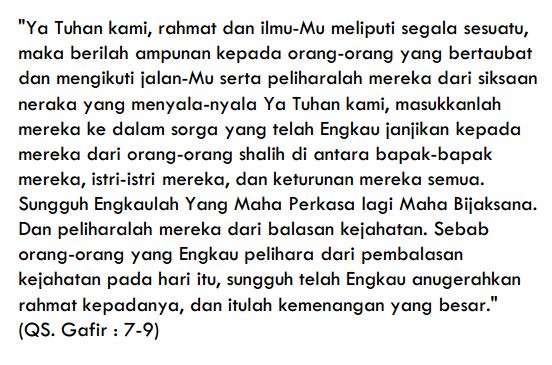 "Ya Tuhan kami, rahmat dan ilmu-Mu meliputi segala sesuatu,
maka berilah ampunan kepada orang-orang yang bertaubat
dan mengikuti jalan-Mu serta peliharalah mereka dari siksaan
neraka yang menyala-nyala Ya Tuhan kami, masukkanlah
mereka ke dalam sorga yang telah Engkau janjikan kepada
mereka dari orang-orang shalih di antara bapak-bapak
mereka, istri-istri mereka, dan keturunan mereka semua.
Sungguh Engkaulah Yang Maha Perkasa lagi Maha Bijaksana.
Dan peliharalah mereka dari balasan kejahatan. Sebab
orang-orang yang Engkau pelihara dari pembalasan
kejahatan pada hari itu, sungguh telah Engkau anugerahkan
rahmat kepadanya, dan itulah kemenangan yang besar."
(QS. Gafir : 7-9)